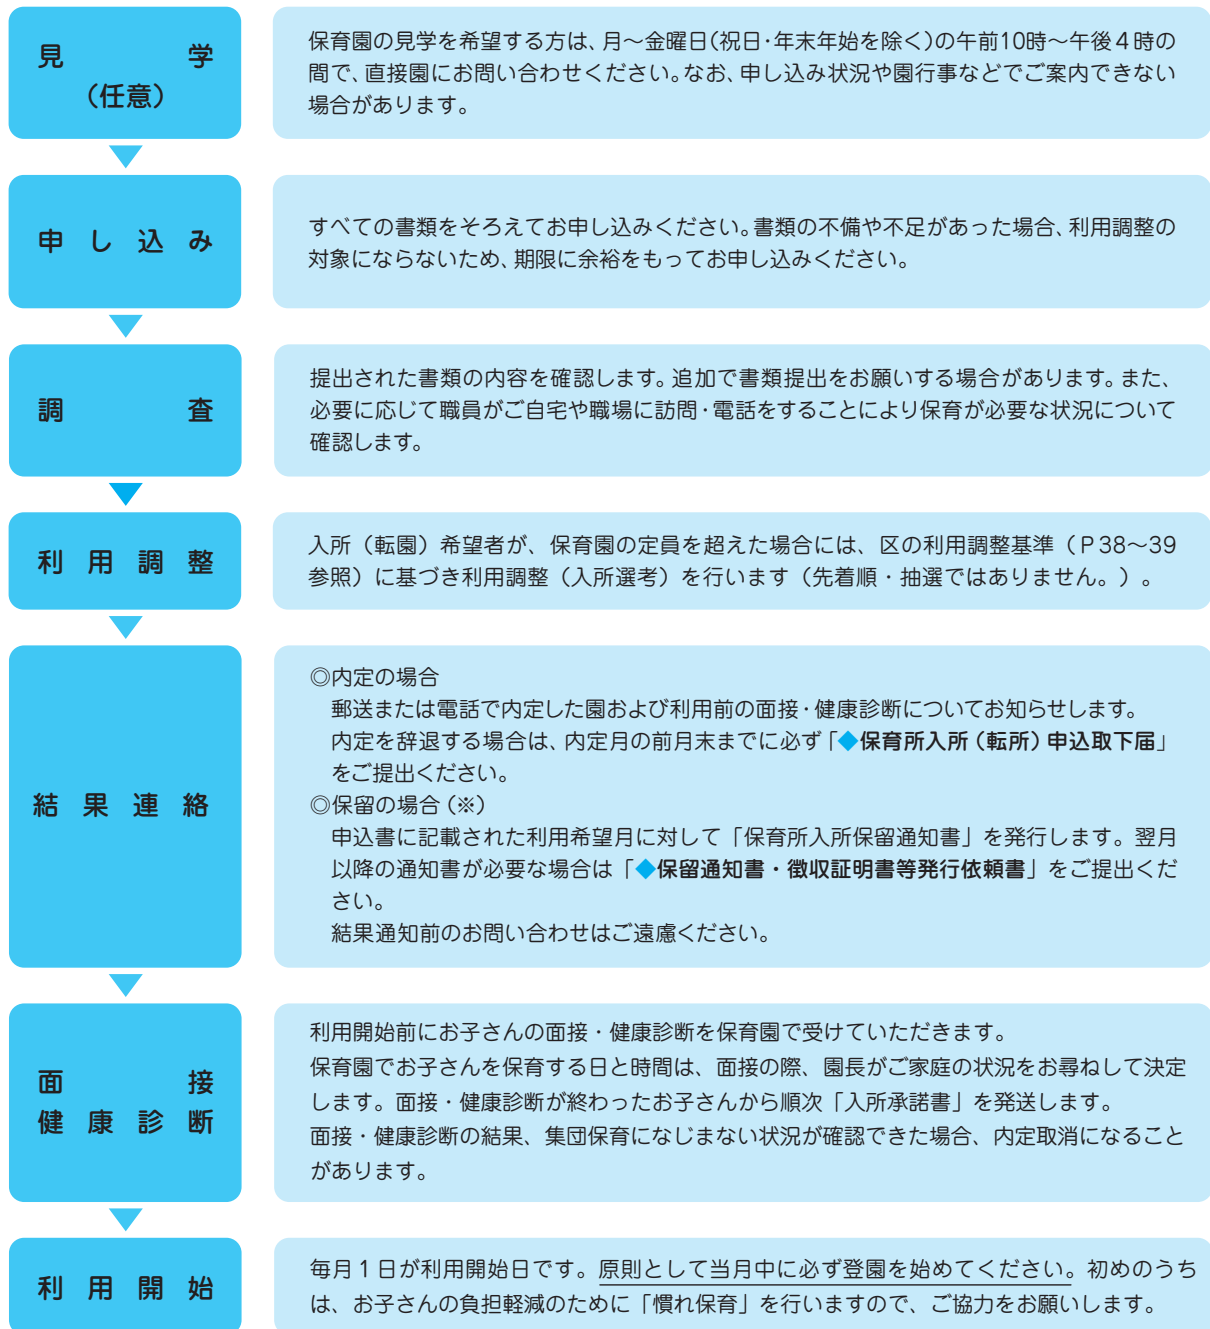 見学
(任意)
保育園の見学を希望する方は、月～金曜日(祝日・年末年始を除く)の午前10時～午後４時の
間で、直接園にお問い合わせください。なお、申し込み状況や園行事などでご案内できない
場合があります。
申し込み
すべての書類をそろえてお申し込みください。書類の不備や不足があった場合、利用調整の
対象にならないため、期限に余裕をもってお申し込みください。
調査
提出された書類の内容を確認します。追加で書類提出をお願いする場合があります。また、
必要に応じて職員がご自宅や職場に訪問・電話をすることにより保育が必要な状況について
確認します。
利用調整
入所（転園）希望者が、保育園の定員を超えた場合には、区の利用調整基準（Ｐ38～39
参照）に基づき利用調整（入所選考）を行います（先着順・抽選ではありません。）。
結果連絡
◎内定の場合
郵送または電話で内定した園および利用前の面接・健康診断についてお知らせします。
内定を辞退する場合は、内定月の前月末までに必ず「◆保育所入所（転所）申込取下届」
をご提出ください。
◎保留の場合（※）
申込書に記載された利用希望月に対して「保育所入所保留通知書」を発行します。翌月
以降の通知書が必要な場合は「◆保留通知書・徴収証明書等発行依頼書」をご提出くだ
さい。
結果通知前のお問い合わせはご遠慮ください。
面接
健康診断
利用開始前にお子さんの面接・健康診断を保育園で受けていただきます。
保育園でお子さんを保育する日と時間は、面接の際、園長がご家庭の状況をお尋ねして決定
します。面接・健康診断が終わったお子さんから順次「入所承諾書」を発送します。
面接・健康診断の結果、集団保育になじまない状況が確認できた場合、内定取消になること
があります。
利用開始
毎月１日が利用開始日です。原則として当月中に必ず登園を始めてください。初めのうち
は、お子さんの負担軽減のために「慣れ保育」を行いますので、ご協力をお願いします。